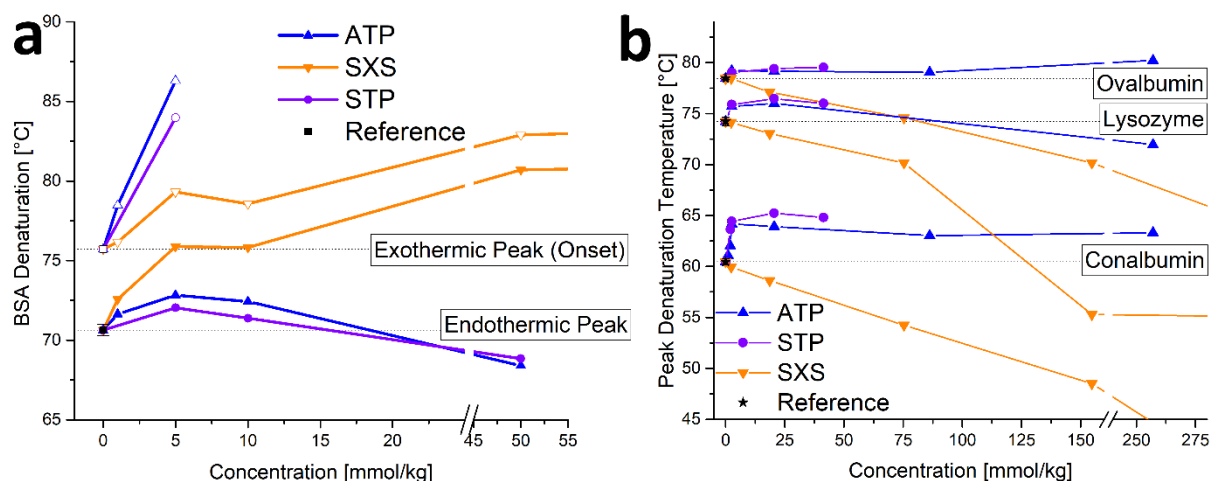 a
90
85
80
75
70
65
BSA Denaturation [°C]
ATP
SXS
STP
Reference
Exothermic Peak (Onset)
Endothermic Peak
0 5 10 15 20 45 50 55
Concentration [mmol/kg]
b
80
75
70
65
60
55
50
45
Peak Denaturation Temperature [°C]
Ovalbumin
Lysozyme
Conalbumin
ATP
STP
SXS
Reference
0 25 50 75 100 125 150 250 275
Concentration [mmol/kg]